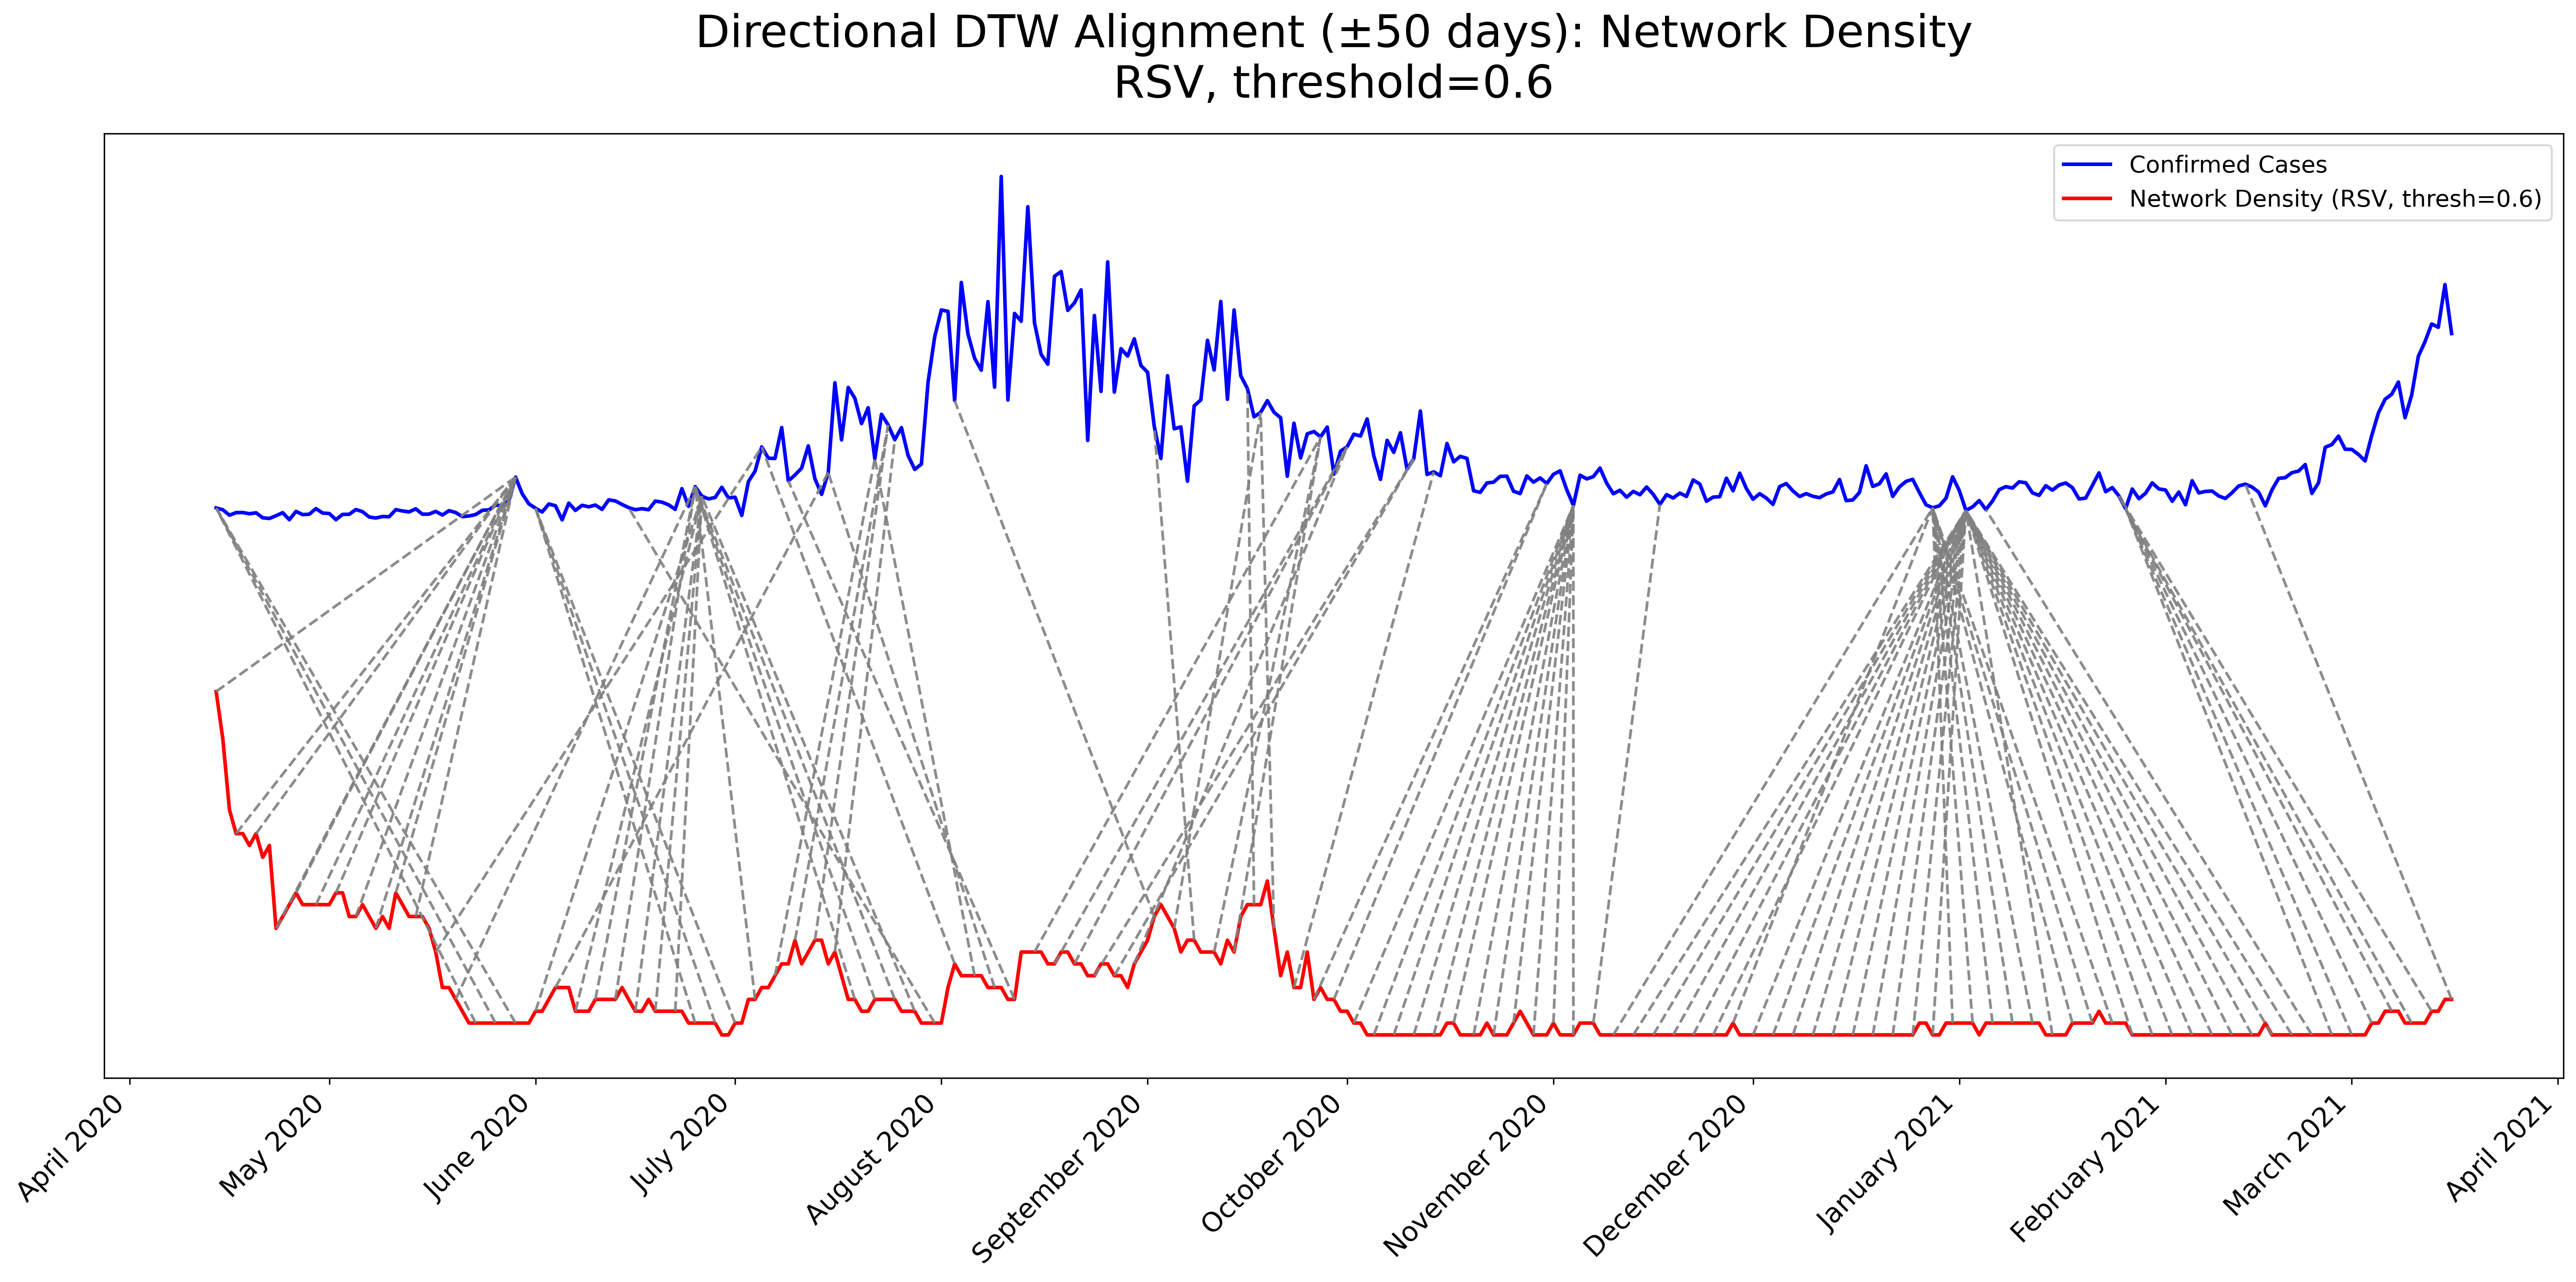 Directional DTW Alignment (±50 days): Network Density
RSV, threshold=0.6
Confirmed Cases
Network Density (RSV, thresh=0.6)
April 2020
May 2020
June 2020
July 2020
August 2020
September 2020
October 2020
November 2020
December 2020
January 2021
February 2021
March 2021
April 2021